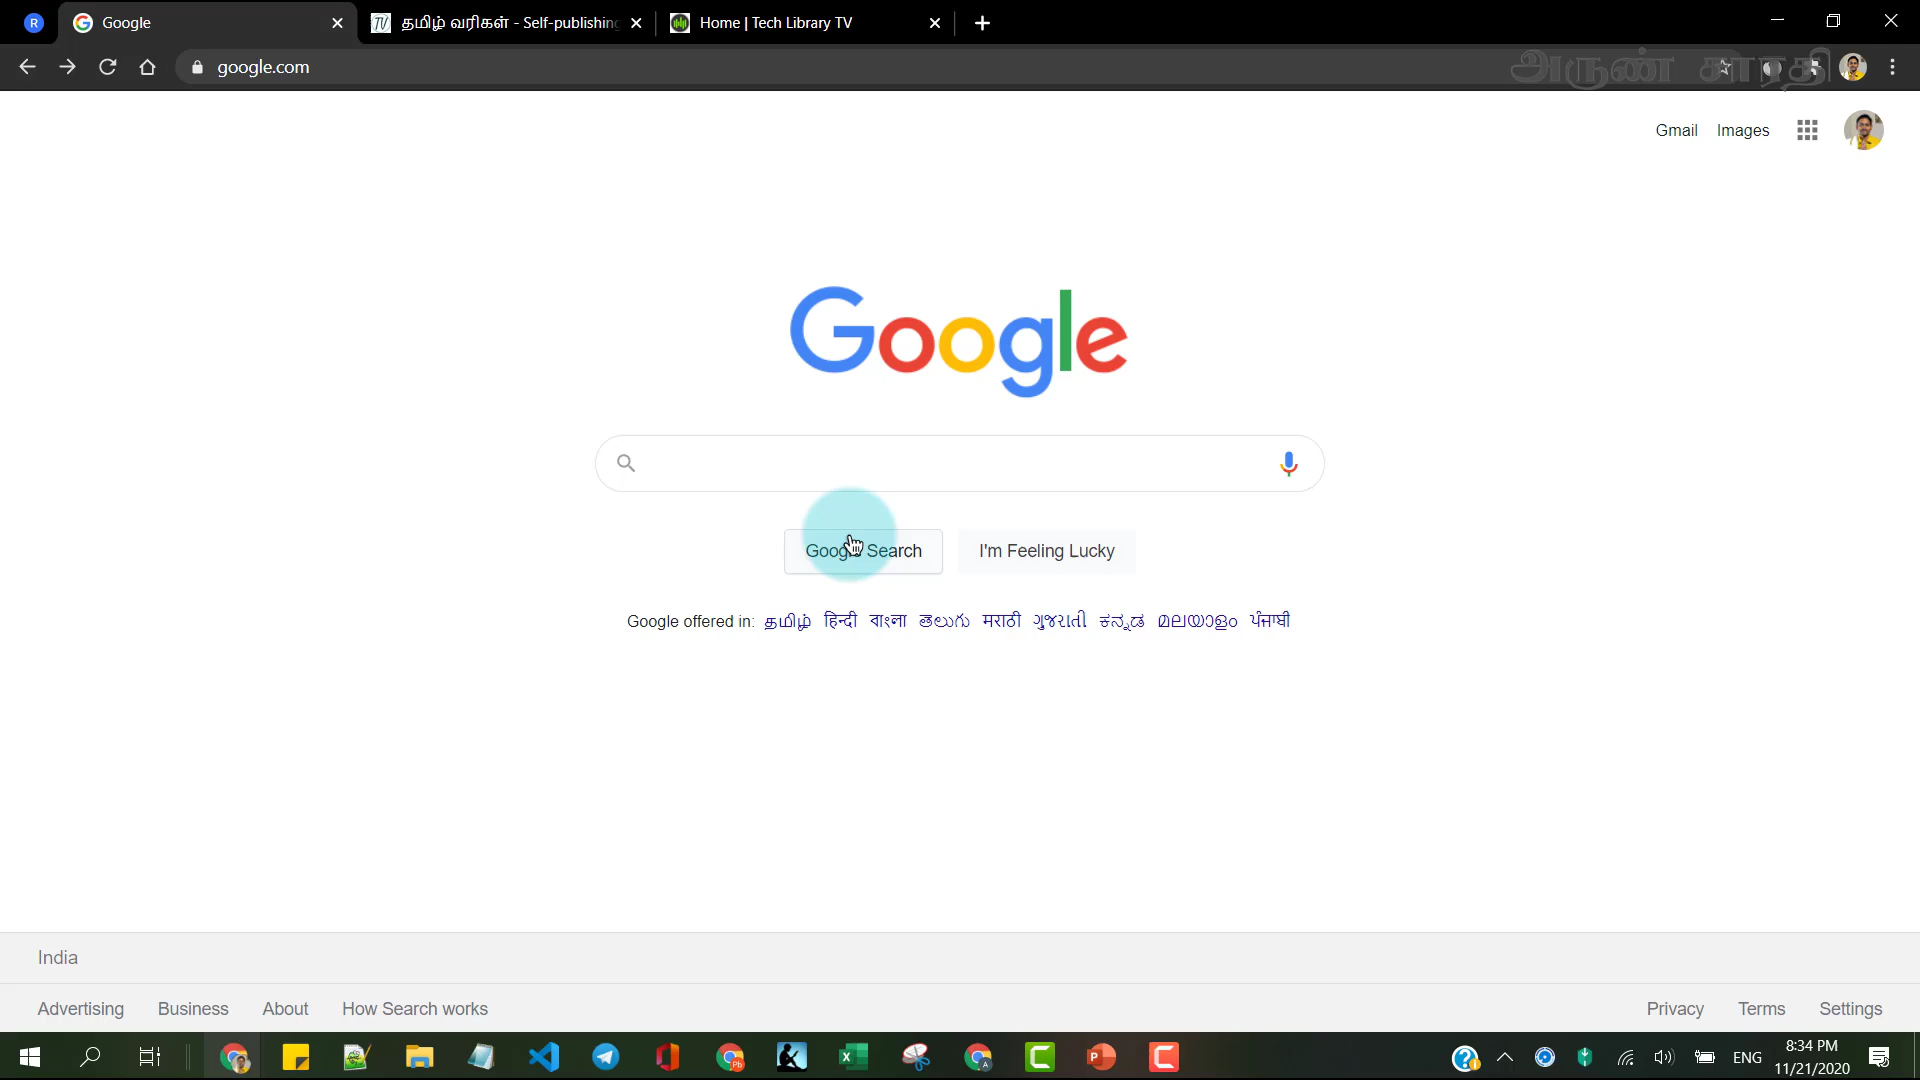 R Google தமிழ் வரிகள் - Self-publishing Home | Tech Library TV
google.com அருண் சாரதி
Gmail Images
Google
Google Search I'm Feeling Lucky
Google offered in: தமிழ் हिन्दी বাংলা తెలుగు मराठी ગુજરાતી ಕನ್ನಡ മലയാളം ਪੰਜਾਬੀ
India
Advertising Business About How Search works Privacy Terms Settings
ENG 8:34 PM
11/21/2020